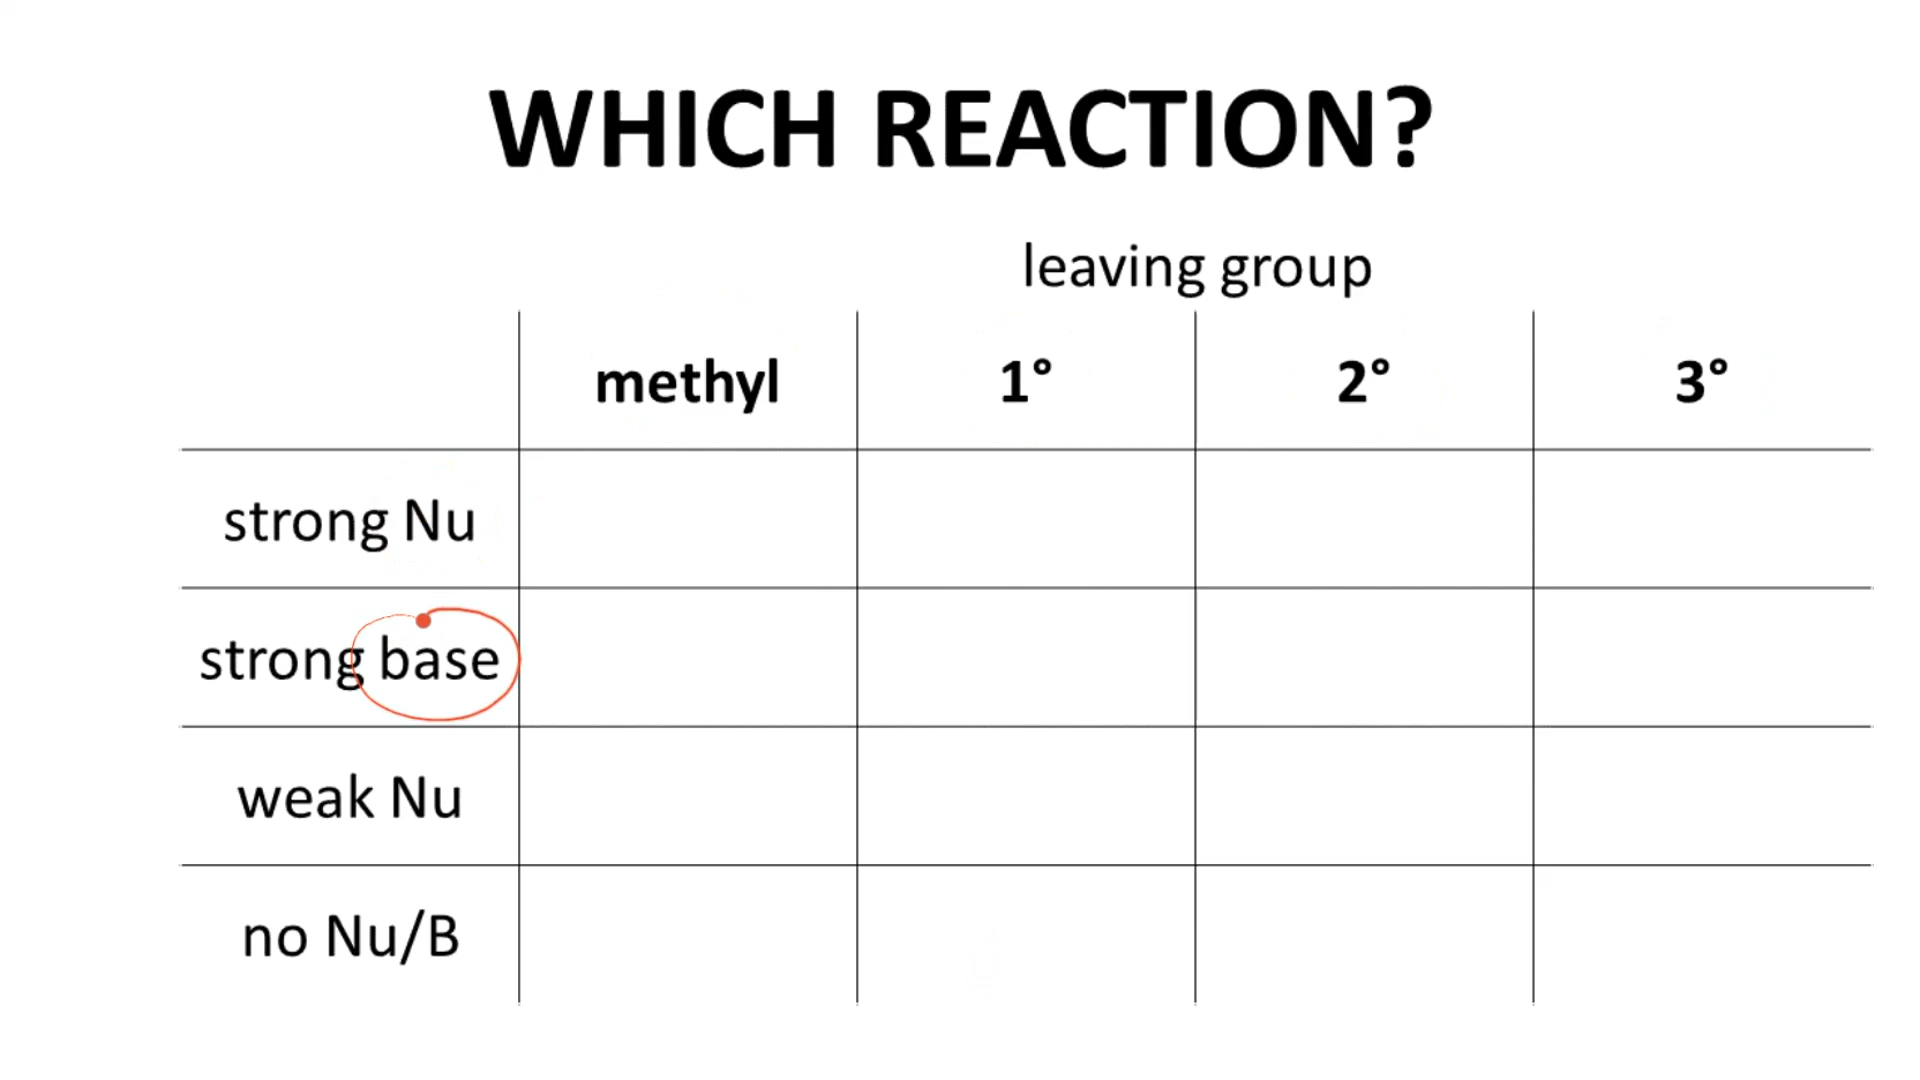 WHICH REACTION?
leaving group
methyl 1° 2° 3°
strong Nu
strong base
weak Nu
no Nu/B